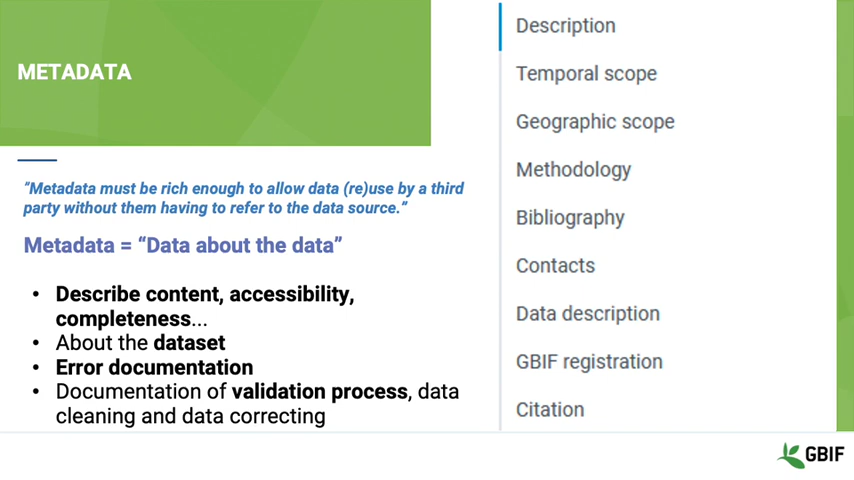 METADATA
“Metadata must be rich enough to allow data (re)use by a third
party without them having to refer to the data source.”
Metadata = “Data about the data”
• Describe content, accessibility,
completeness...
• About the dataset
• Error documentation
• Documentation of validation process, data
cleaning and data correcting
Description
Temporal scope
Geographic scope
Methodology
Bibliography
Contacts
Data description
GBIF registration
Citation
GBIF